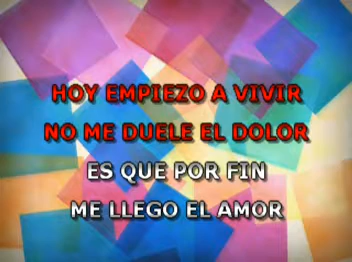 HOY EMPIEZO A VIVIR
NO ME DUELE EL DOLOR
ES QUE POR FIN
ME LLEGO EL AMOR